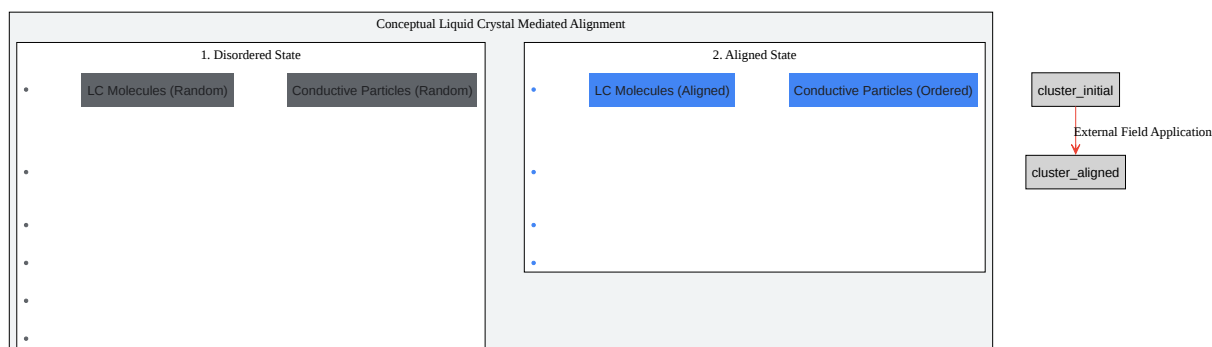 Conceptual Liquid Crystal Mediated Alignment
1. Disordered State
LC Molecules (Random)
Conductive Particles (Random)
2. Aligned State
LC Molecules (Aligned)
Conductive Particles (Ordered)
cluster_initial
External Field Application
cluster_aligned